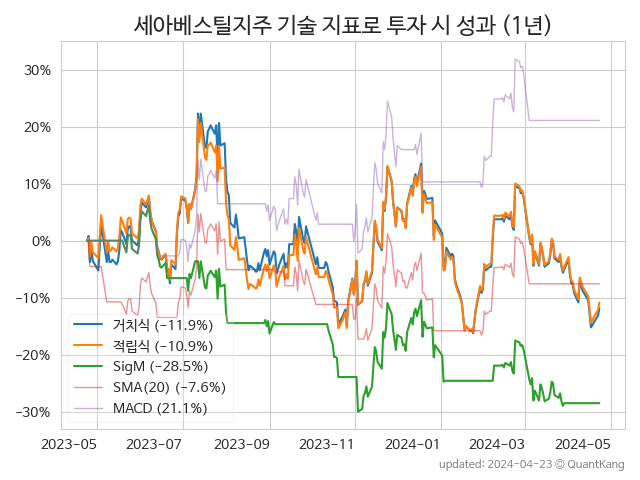 세아베스틸지주 기술 지표로 투자 시 성과 (1년)
30%
20%
10%
0%
−10%
−20%
−30%
거치식 (−11.9%)
적립식 (−10.9%)
SigM (−28.5%)
SMA(20) (−7.6%)
MACD (21.1%)
2023-05 2023-07 2023-09 2023-11 2024-01 2024-03 2024-05
updated: 2024-04-23 ⓒ QuantKang